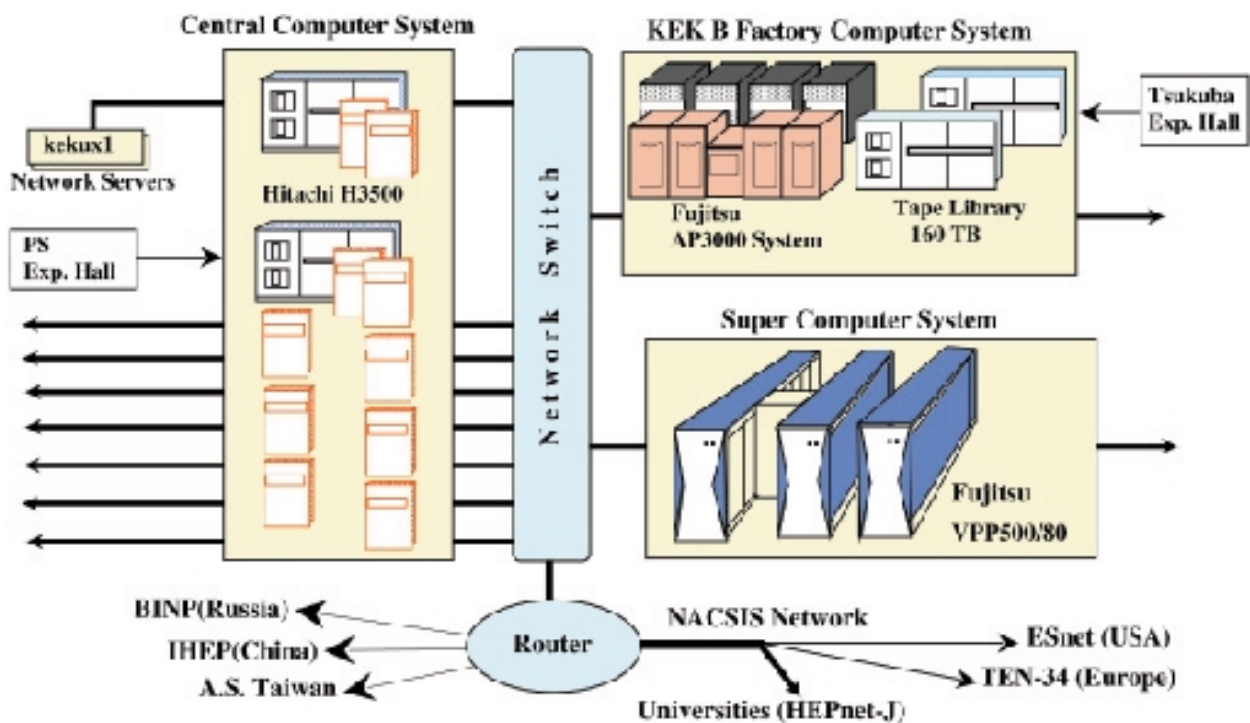 Central Computer System
KEK B Factory Computer System
kekux1
Network Servers
Hitachi H3500
PS
Exp. Hall
Network Switch
Fujitsu
AP3000 System
Tape Library
160 TB
Tsukuba
Exp. Hall
Super Computer System
Fujitsu
VPP500/80
BINP(Russia)
IHEP(China)
A.S. Taiwan
Router
NACSIS Network
ESnet (USA)
TEN-34 (Europe)
Universities (HEPnet-J)